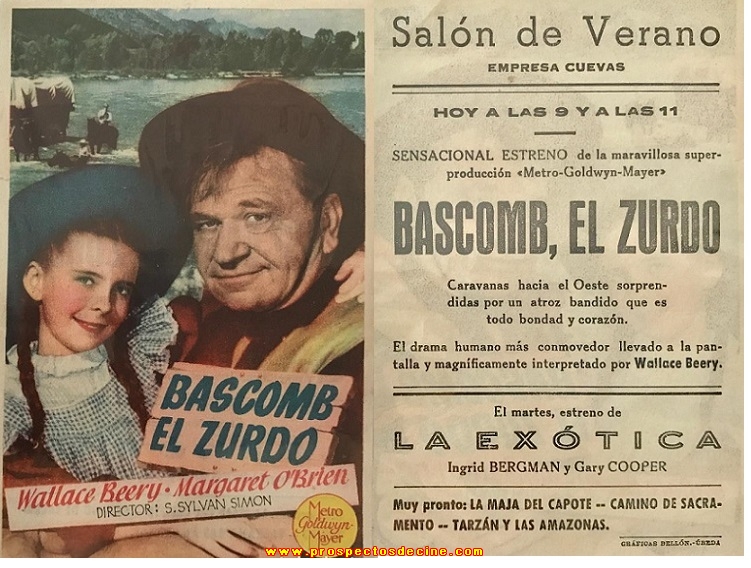 BASCOMB
EL ZURDO
Wallace Beery · Margaret O'Brien
DIRECTOR: S. SYLVAN SIMON
Metro
Goldwyn-
Mayer
Salón de Verano
EMPRESA CUEVAS
HOY A LAS 9 Y A LAS 11
SENSACIONAL ESTRENO de la maravillosa super-
producción «Metro-Goldwyn-Mayer»
BASCOMB, EL ZURDO
Caravanas hacia el Oeste sorpren-
didas por un atroz bandido que es
todo bondad y corazón.
El drama humano más conmovedor llevado a la pan-
talla y magníficamente interpretado por Wallace Beery.
El martes, estreno de
LA EXÓTICA
Ingrid BERGMAN y Gary COOPER
Muy pronto: LA MAJA DEL CAPOTE -- CAMINO DE SACRA-
MENTO -- TARZÁN Y LAS AMAZONAS.
GRÁFICAS BELLÓN.-ÚBEDA
www.prospectosdecine.com